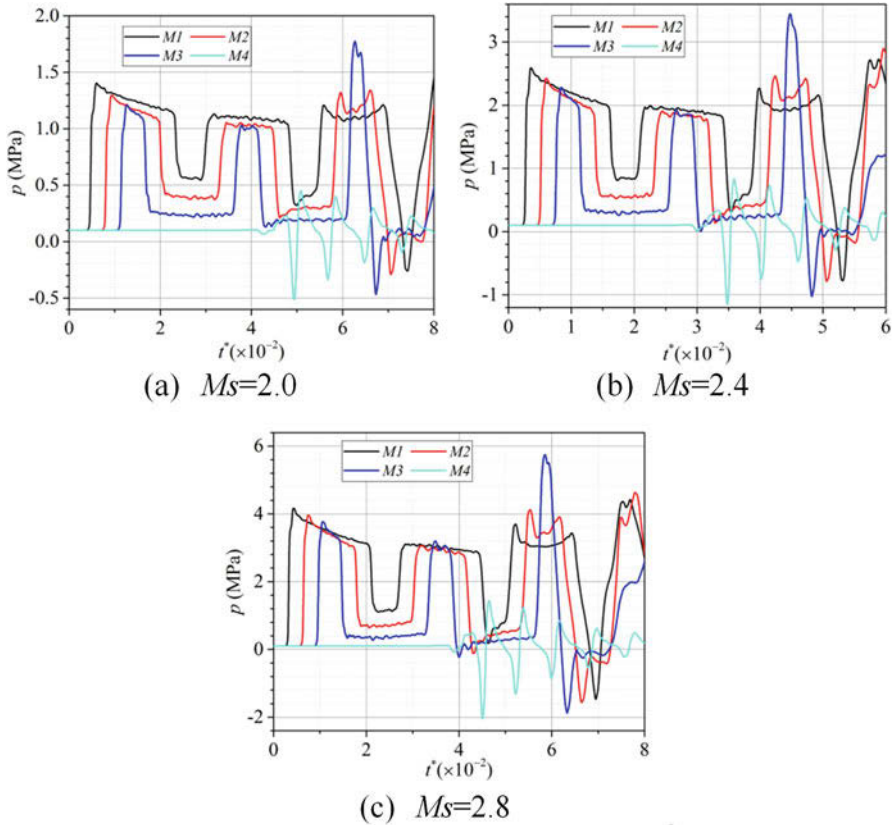 M1 M2
M3 M4
2.0
1.5
1.0
0.5
0.0
-0.5
p (MPa)
0 2 4 6 8
t*(×10⁻²)
(a) Ms=2.0
M1 M2
M3 M4
3
2
1
0
-1
p (MPa)
0 1 2 3 4 5 6
t*(×10⁻²)
(b) Ms=2.4
M1 M2
M3 M4
6
4
2
0
-2
p (MPa)
0 2 4 6 8
t*(×10⁻²)
(c) Ms=2.8